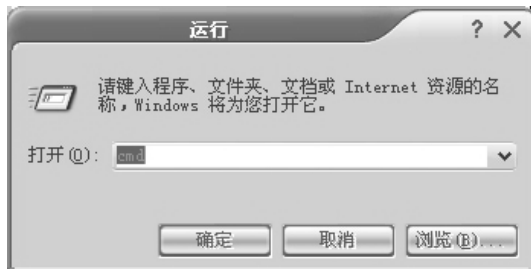 运行
请键入程序、文件夹、文档或 Internet 资源的名
称，Windows 将为您打开它。
打开(O): cmd
确定 取消 浏览(B)...